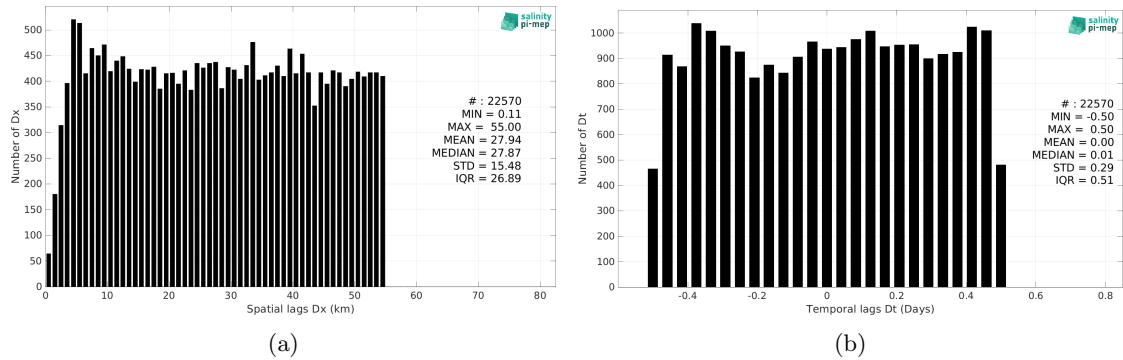 salinity
pi-mep
500
450
400
350
300
250
200
150
100
50
0
Number of Dx
# : 22570
MIN = 0.11
MAX = 55.00
MEAN = 27.94
MEDIAN = 27.87
STD = 15.48
IQR = 26.89
0 10 20 30 40 50 60 70 80
Spatial lags Dx (km)
(a)
salinity
pi-mep
1000
900
800
700
600
500
400
300
200
100
0
Number of Dt
# : 22570
MIN = -0.50
MAX = 0.50
MEAN = 0.00
MEDIAN = 0.01
STD = 0.29
IQR = 0.51
-0.4 -0.2 0 0.2 0.4 0.6 0.8
Temporal lags Dt (Days)
(b)